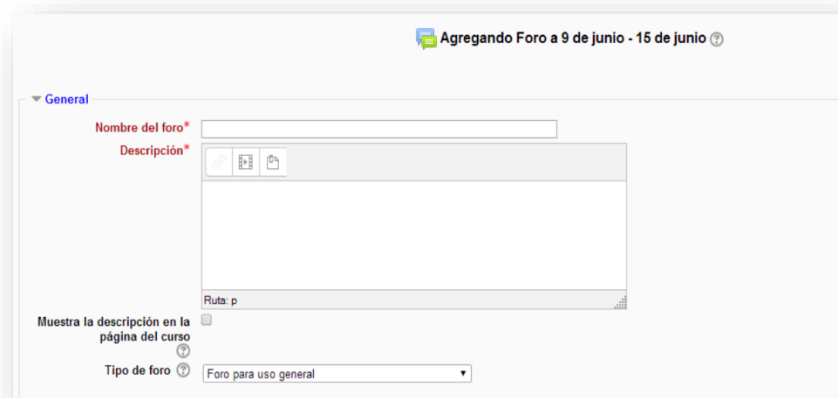 Agregando Foro a 9 de junio - 15 de junio
General
Nombre del foro*
Descripción*
Ruta: p
Muestra la descripción en la
página del curso
Tipo de foro
Foro para uso general